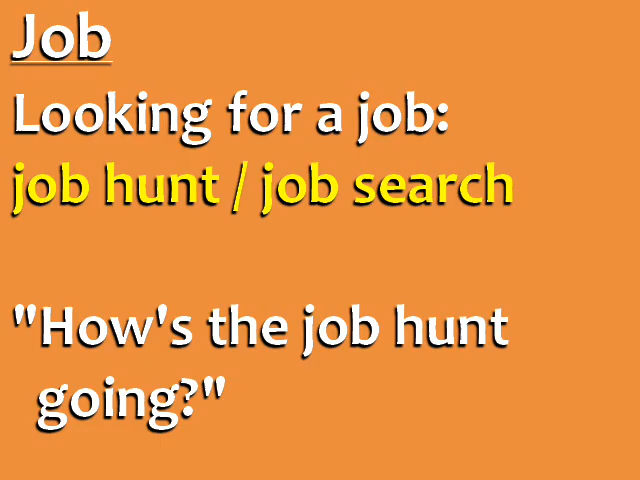 Job
Looking for a job:
job hunt / job search
"How's the job hunt
going?"